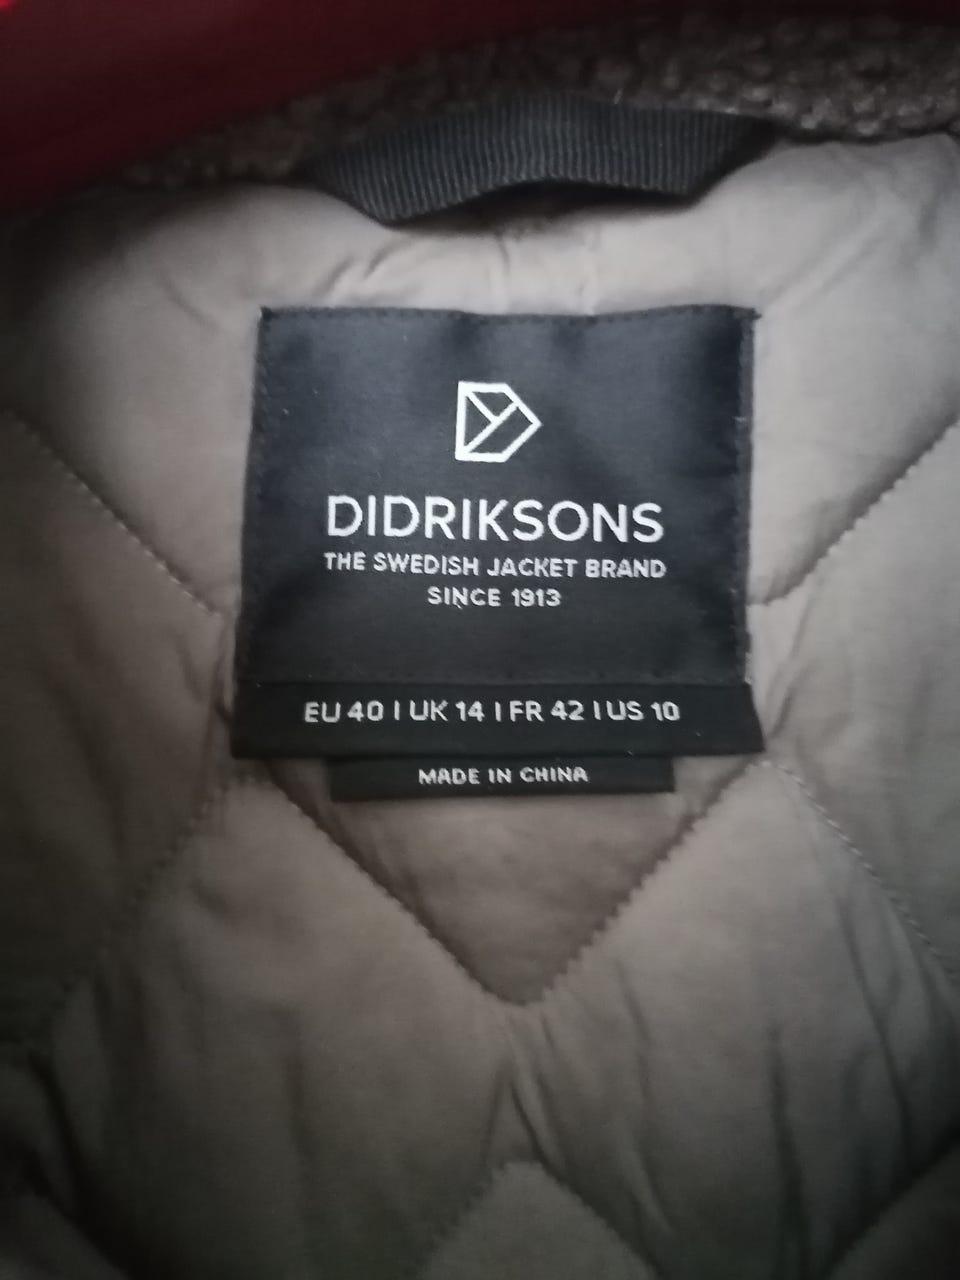 DIDRIKSONS
THE SWEDISH JACKET BRAND
SINCE 1913
EU 40 I UK 14 I FR 42 I US 10
MADE IN CHINA